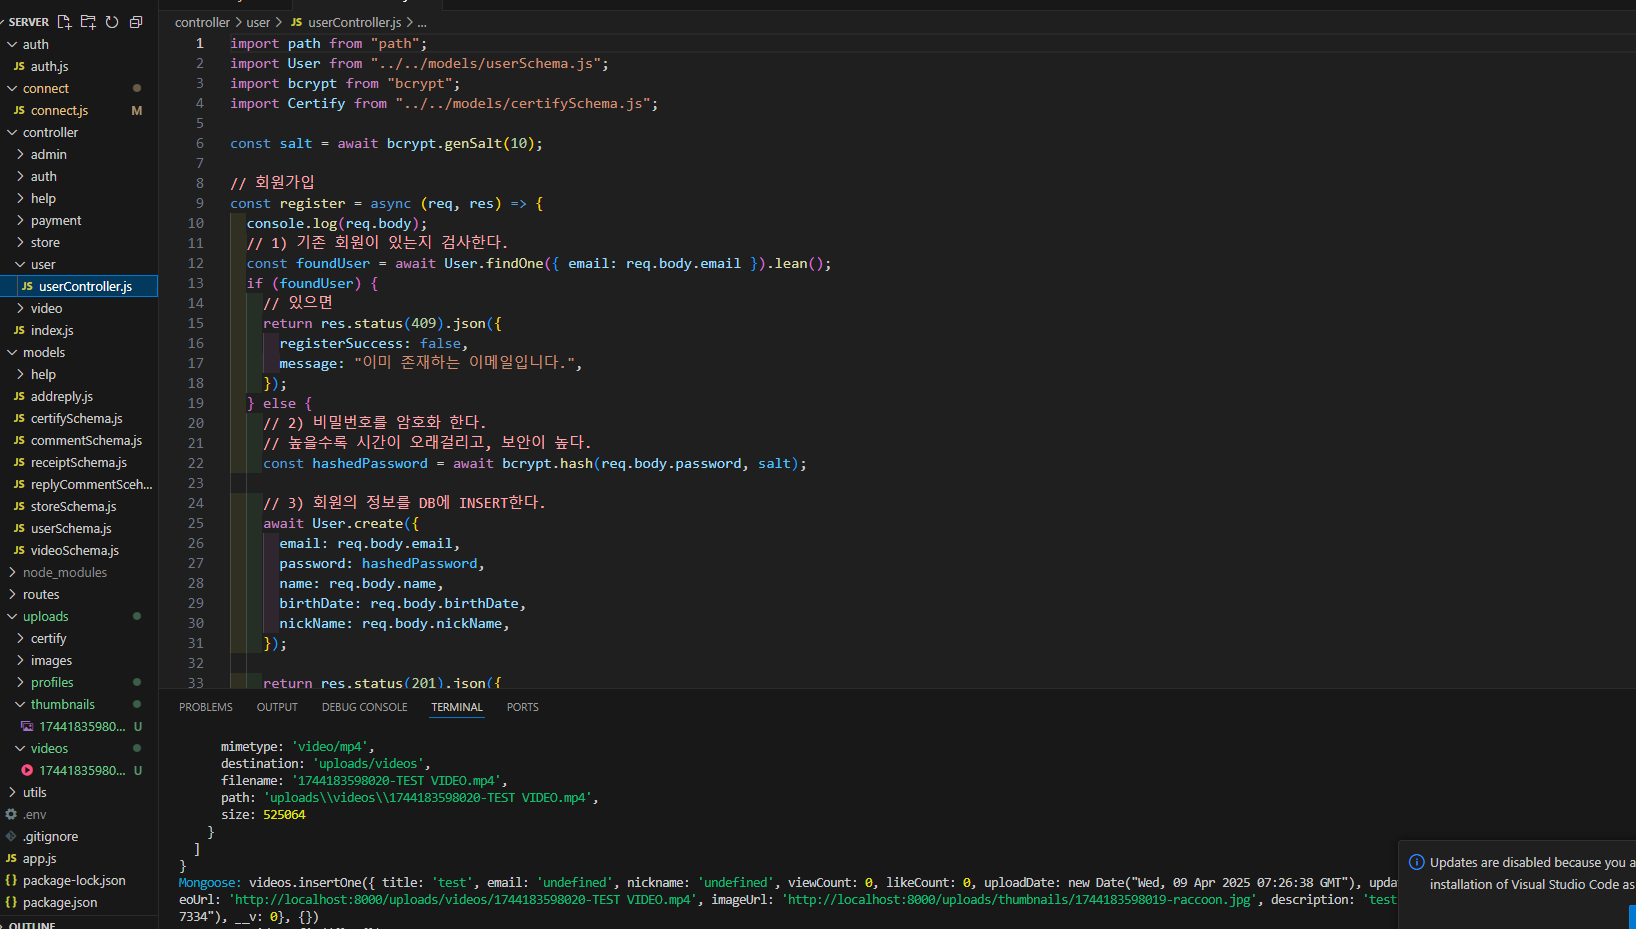 SERVER
auth
JS auth.js
connect
JS connect.js M
controller
admin
auth
help
payment
store
user
JS userController.js
video
JS index.js
models
help
JS addreply.js
JS certifySchema.js
JS commentSchema.js
JS receiptSchema.js
JS replyCommentSceh...
JS storeSchema.js
JS userSchema.js
JS videoSchema.js
node_modules
routes
uploads
certify
images
profiles
thumbnails
17441835980... U
videos
17441835980... U
utils
.env
.gitignore
JS app.js
{} package-lock.json
{} package.json
OUTLINE
controller > user > JS userController.js > ...
1 import path from "path";
2 import User from "../../models/userSchema.js";
3 import bcrypt from "bcrypt";
4 import Certify from "../../models/certifySchema.js";
5
6 const salt = await bcrypt.genSalt(10);
7
8 // 회원가입
9 const register = async (req, res) => {
10 console.log(req.body);
11 // 1) 기존 회원이 있는지 검사한다.
12 const foundUser = await User.findOne({ email: req.body.email }).lean();
13 if (foundUser) {
14 // 있으면
15 return res.status(409).json({
16 registerSuccess: false,
17 message: "이미 존재하는 이메일입니다.",
18 });
19 } else {
20 // 2) 비밀번호를 암호화 한다.
21 // 높을수록 시간이 오래걸리고, 보안이 높다.
22 const hashedPassword = await bcrypt.hash(req.body.password, salt);
23
24 // 3) 회원의 정보를 DB에 INSERT한다.
25 await User.create({
26 email: req.body.email,
27 password: hashedPassword,
28 name: req.body.name,
29 birthDate: req.body.birthDate,
30 nickName: req.body.nickName,
31 });
32
33 return res.status(201).json({
PROBLEMS OUTPUT DEBUG CONSOLE TERMINAL PORTS
mimetype: 'video/mp4',
destination: 'uploads/videos',
filename: '1744183598020-TEST VIDEO.mp4',
path: 'uploads\\videos\\1744183598020-TEST VIDEO.mp4',
size: 525064
}
]
}
Mongoose: videos.insertOne({ title: 'test', email: 'undefined', nickname: 'undefined', viewCount: 0, likeCount: 0, uploadDate: new Date("Wed, 09 Apr 2025 07:26:38 GMT"), updat
eoUrl: 'http://localhost:8000/uploads/videos/1744183598020-TEST VIDEO.mp4', imageUrl: 'http://localhost:8000/uploads/thumbnails/1744183598019-raccoon.jpg', description: 'test
7334"), __v: 0}, {})
Updates are disabled because you a
installation of Visual Studio Code as